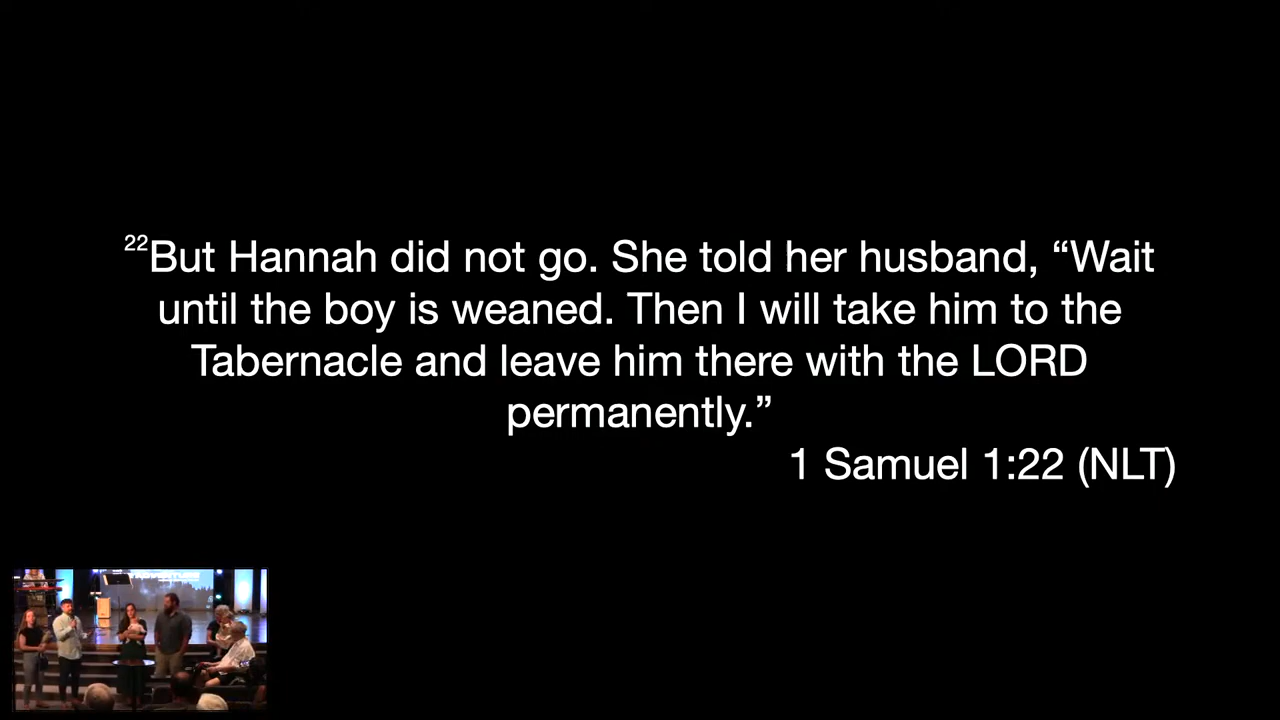 ²²But Hannah did not go. She told her husband, “Wait
until the boy is weaned. Then I will take him to the
Tabernacle and leave him there with the LORD
permanently.”
1 Samuel 1:22 (NLT)